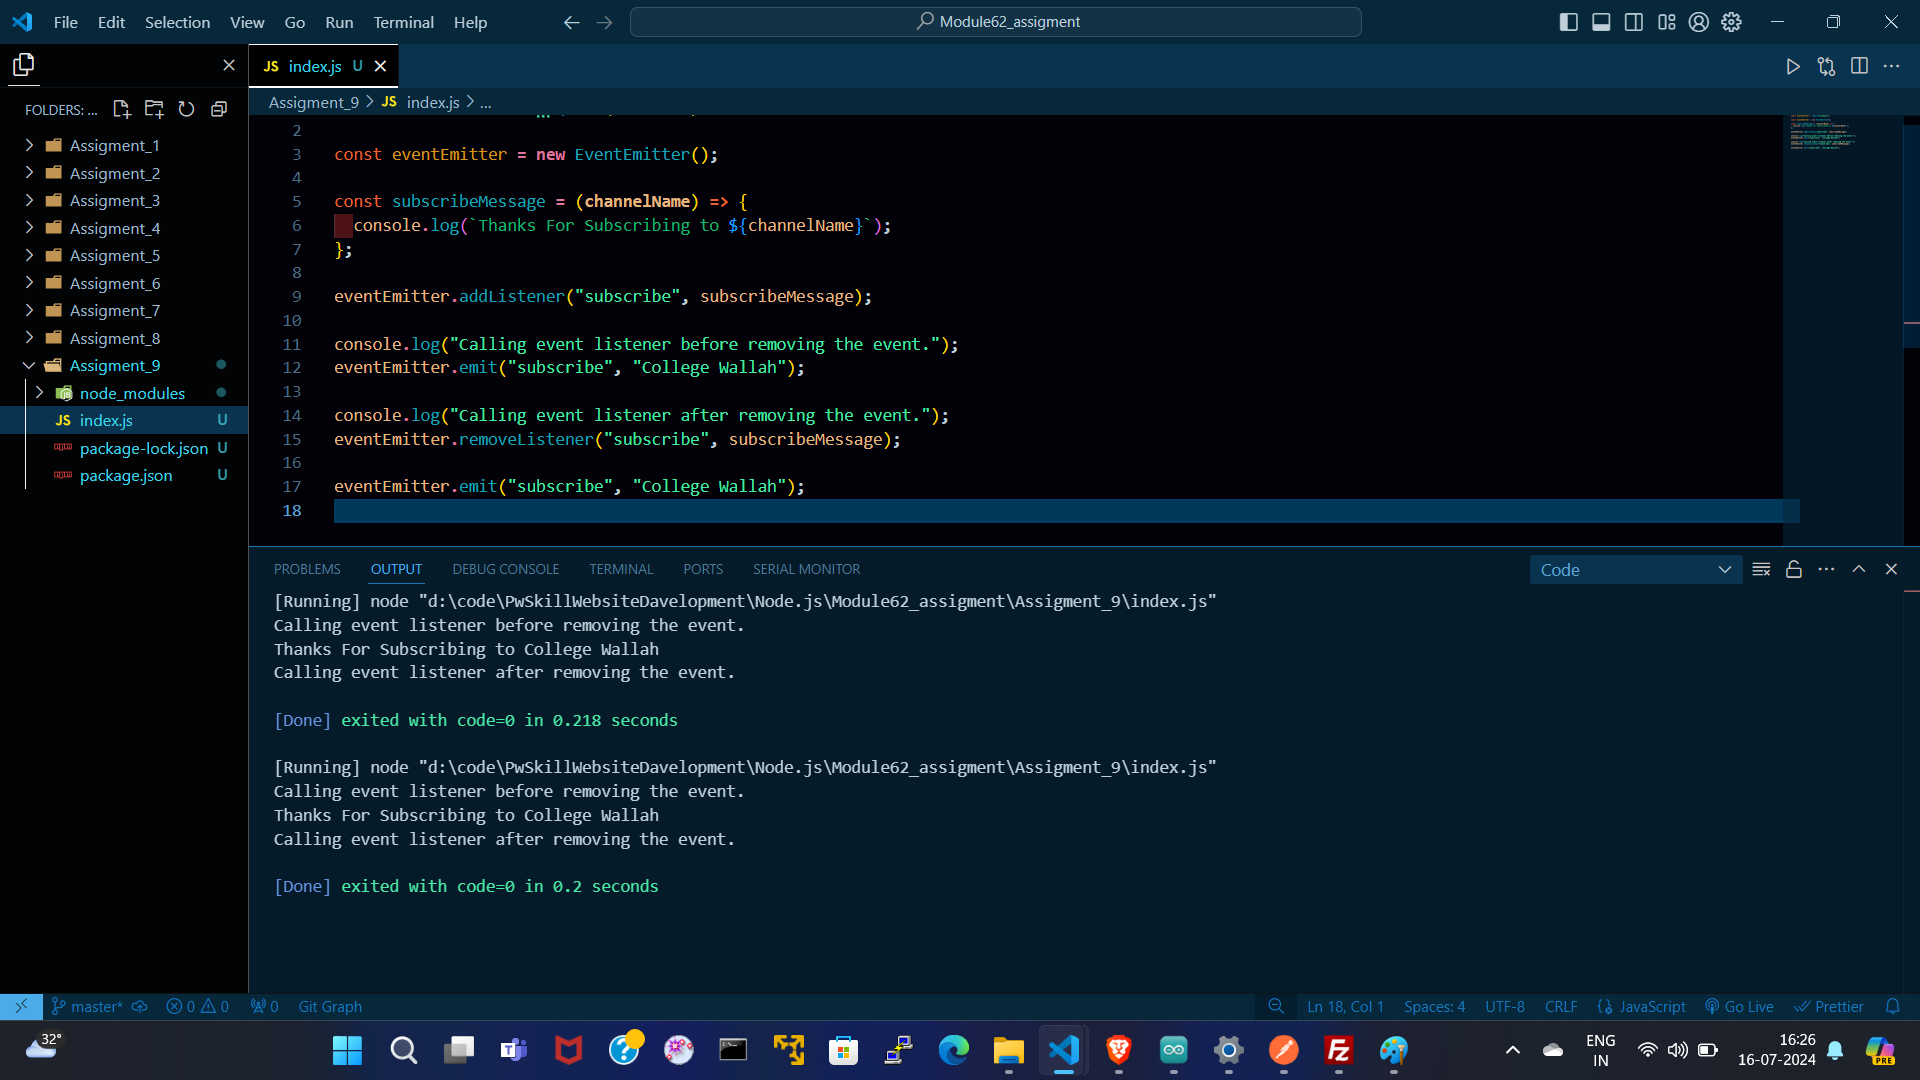 File Edit Selection View Go Run Terminal Help
Module62_assigment
JS index.js U
FOLDERS: ...
Assigment_9 > JS index.js > ...
Assigment_1
Assigment_2
Assigment_3
Assigment_4
Assigment_5
Assigment_6
Assigment_7
Assigment_8
Assigment_9
node_modules
JS index.js U
package-lock.json U
package.json U
2
3 const eventEmitter = new EventEmitter();
4
5 const subscribeMessage = (channelName) => {
6 console.log(`Thanks For Subscribing to ${channelName}`);
7 };
8
9 eventEmitter.addListener("subscribe", subscribeMessage);
10
11 console.log("Calling event listener before removing the event.");
12 eventEmitter.emit("subscribe", "College Wallah");
13
14 console.log("Calling event listener after removing the event.");
15 eventEmitter.removeListener("subscribe", subscribeMessage);
16
17 eventEmitter.emit("subscribe", "College Wallah");
18
PROBLEMS OUTPUT DEBUG CONSOLE TERMINAL PORTS SERIAL MONITOR
Code
[Running] node "d:\code\PwSkillWebsiteDavelopment\Node.js\Module62_assigment\Assigment_9\index.js"
Calling event listener before removing the event.
Thanks For Subscribing to College Wallah
Calling event listener after removing the event.
[Done] exited with code=0 in 0.218 seconds
[Running] node "d:\code\PwSkillWebsiteDavelopment\Node.js\Module62_assigment\Assigment_9\index.js"
Calling event listener before removing the event.
Thanks For Subscribing to College Wallah
Calling event listener after removing the event.
[Done] exited with code=0 in 0.2 seconds
master* 0 0 0 Git Graph
Ln 18, Col 1 Spaces: 4 UTF-8 CRLF {} JavaScript Go Live Prettier
32°
ENG
IN
16:26
16-07-2024
PRE